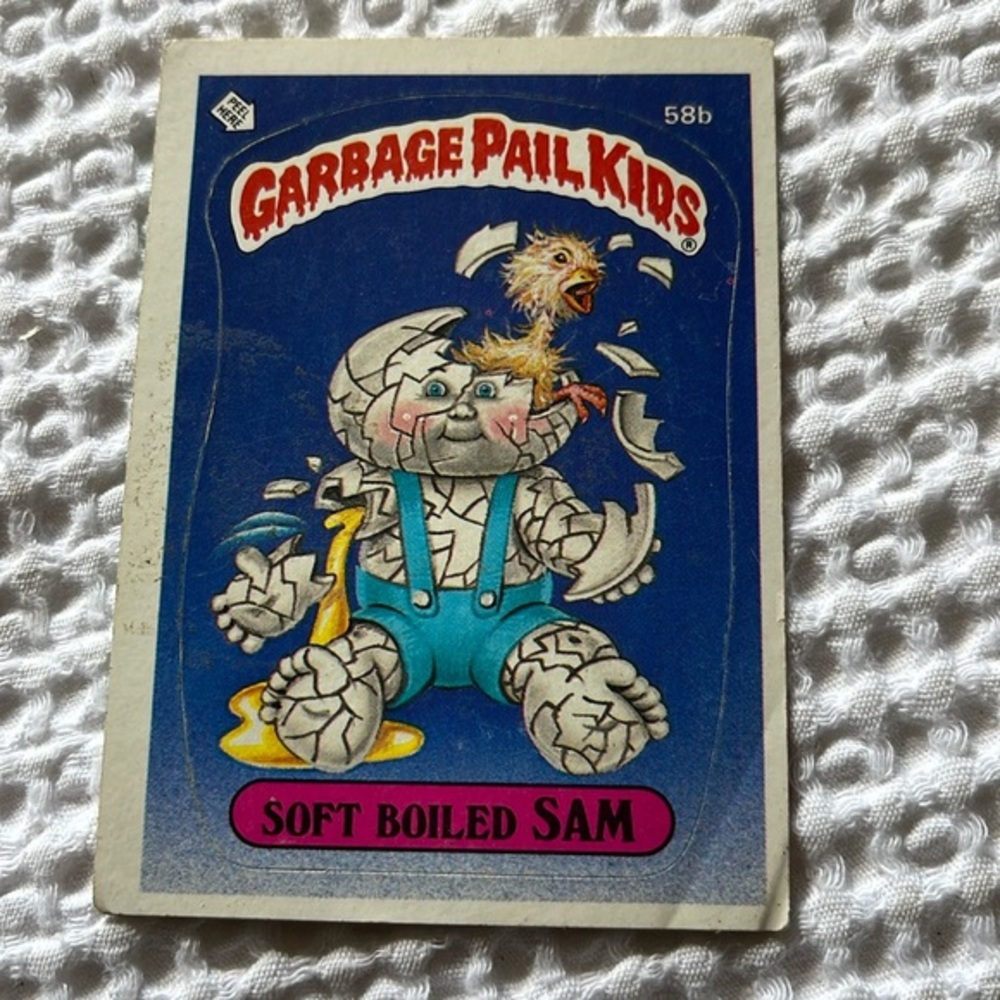 PEEL
HERE
58b
GARBAGE PAIL KIDS
®
SOFT BOILED SAM